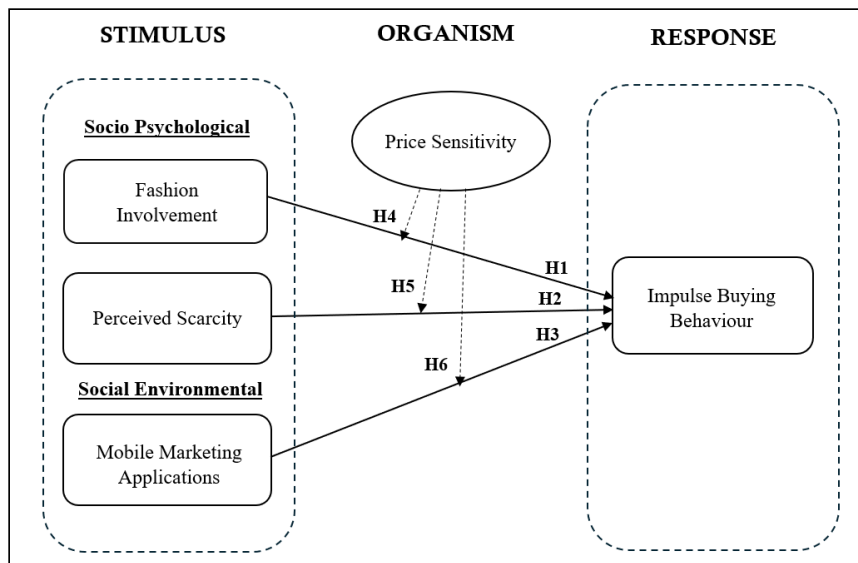 STIMULUS
ORGANISM
RESPONSE
Socio Psychological
Fashion
Involvement
Price Sensitivity
H4
H1
H5
H2
Perceived Scarcity
Impulse Buying
Behaviour
H3
H6
Social Environmental
Mobile Marketing
Applications